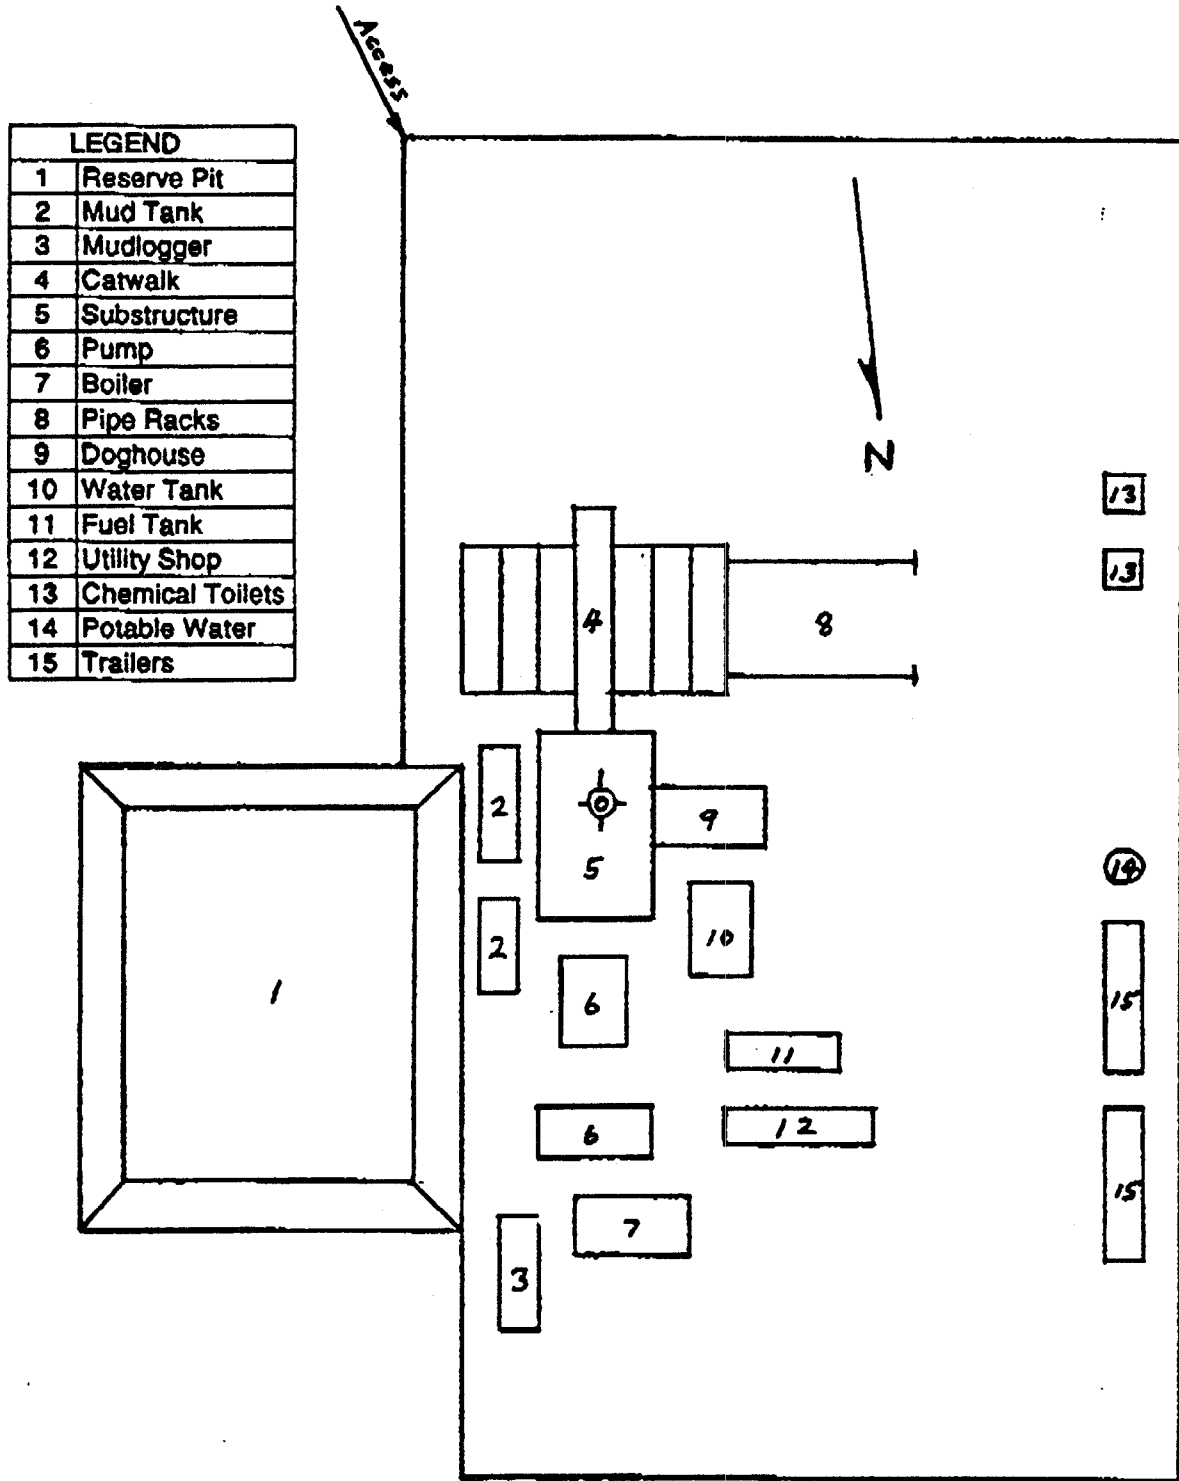 Access
LEGEND
1 Reserve Pit
2 Mud Tank
3 Mudlogger
4 Catwalk
5 Substructure
6 Pump
7 Boiler
8 Pipe Racks
9 Doghouse
10 Water Tank
11 Fuel Tank
12 Utility Shop
13 Chemical Toilets
14 Potable Water
15 Trailers
N
13
13
4
8
2
9
5
14
2
10
1
6
15
11
6
12
15
7
3